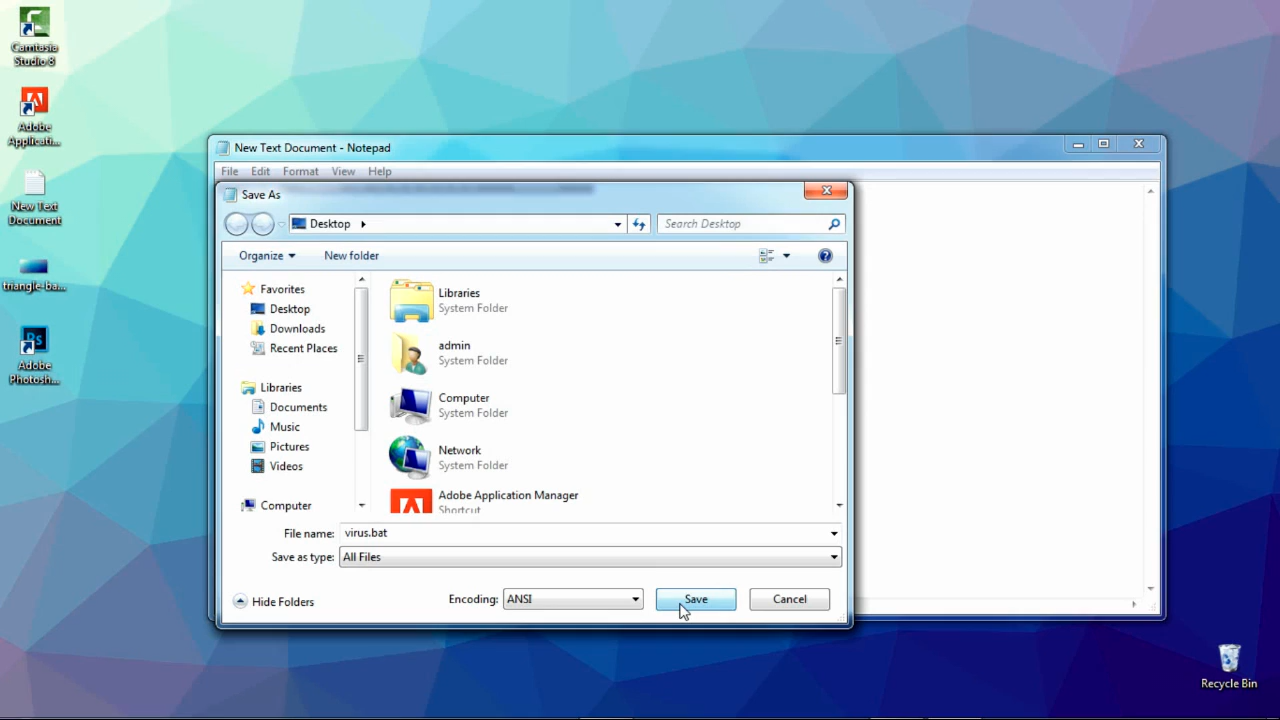 Camtasia
Studio 8
Adobe
Applicati...
New Text
Document
triangle-ba...
Adobe
Photosh...
New Text Document - Notepad
File Edit Format View Help
Save As
Desktop
Search Desktop
Organize
New folder
Favorites
Desktop
Downloads
Recent Places
Libraries
Documents
Music
Pictures
Videos
Computer
Libraries
System Folder
admin
System Folder
Computer
System Folder
Network
System Folder
Adobe Application Manager
Shortcut
File name: virus.bat
Save as type: All Files
Hide Folders
Encoding: ANSI
Save
Cancel
Recycle Bin